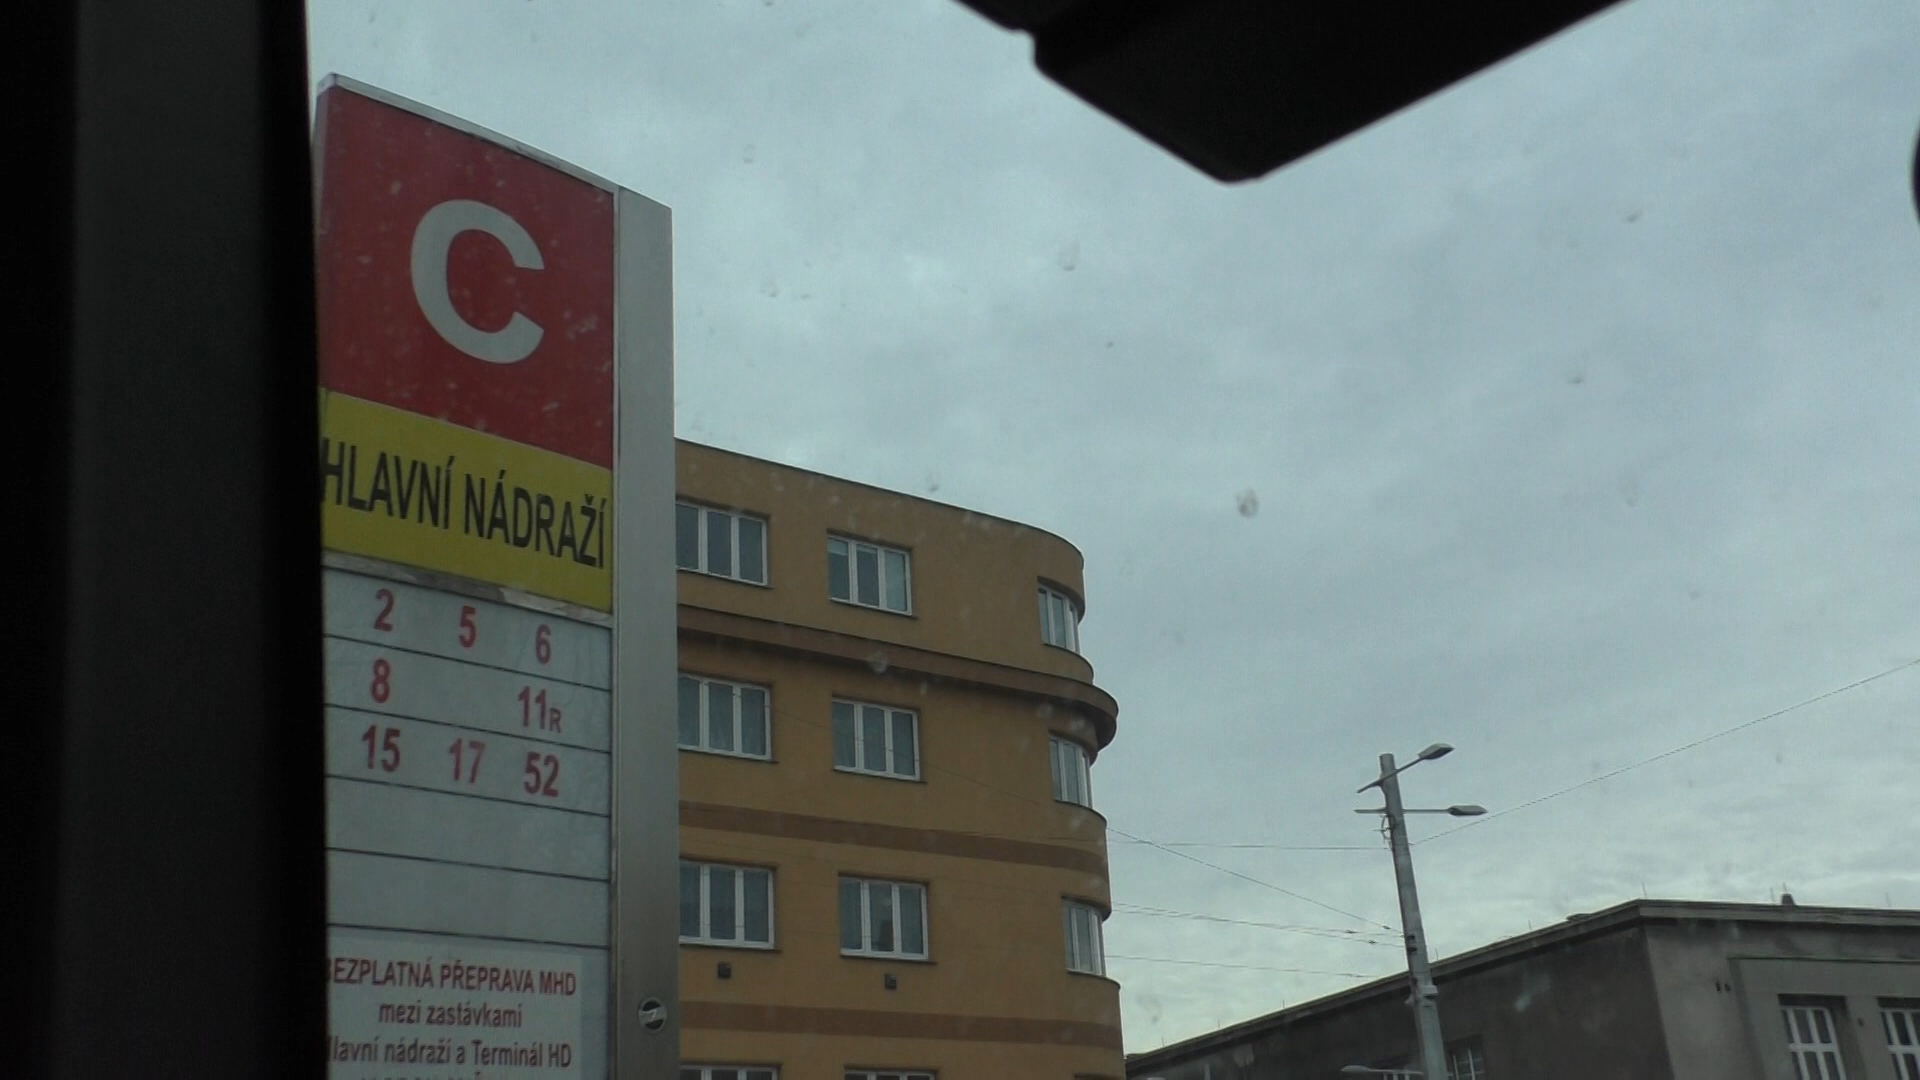 C
HLAVNÍ NÁDRAŽÍ
2 5 6
8 11R
15 17 52
BEZPLATNÁ PŘEPRAVA MHD
mezi zastávkami
Hlavní nádraží a Terminál HD